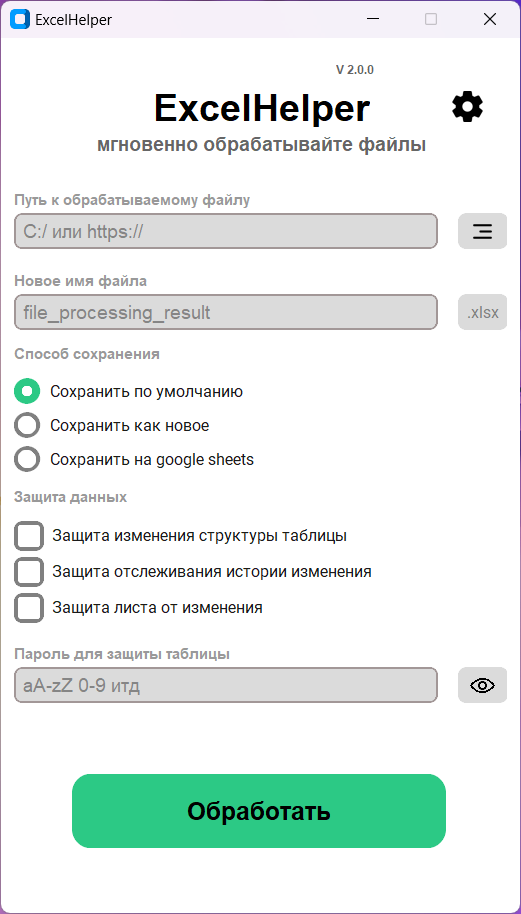 ExcelHelper
V 2.0.0
ExcelHelper
мгновенно обрабатывайте файлы
Путь к обрабатываемому файлу
C:/ или https://
Новое имя файла
file_processing_result
.xlsx
Способ сохранения
Сохранить по умолчанию
Сохранить как новое
Сохранить на google sheets
Защита данных
Защита изменения структуры таблицы
Защита отслеживания истории изменения
Защита листа от изменения
Пароль для защиты таблицы
aA-zZ 0-9 итд
Обработать